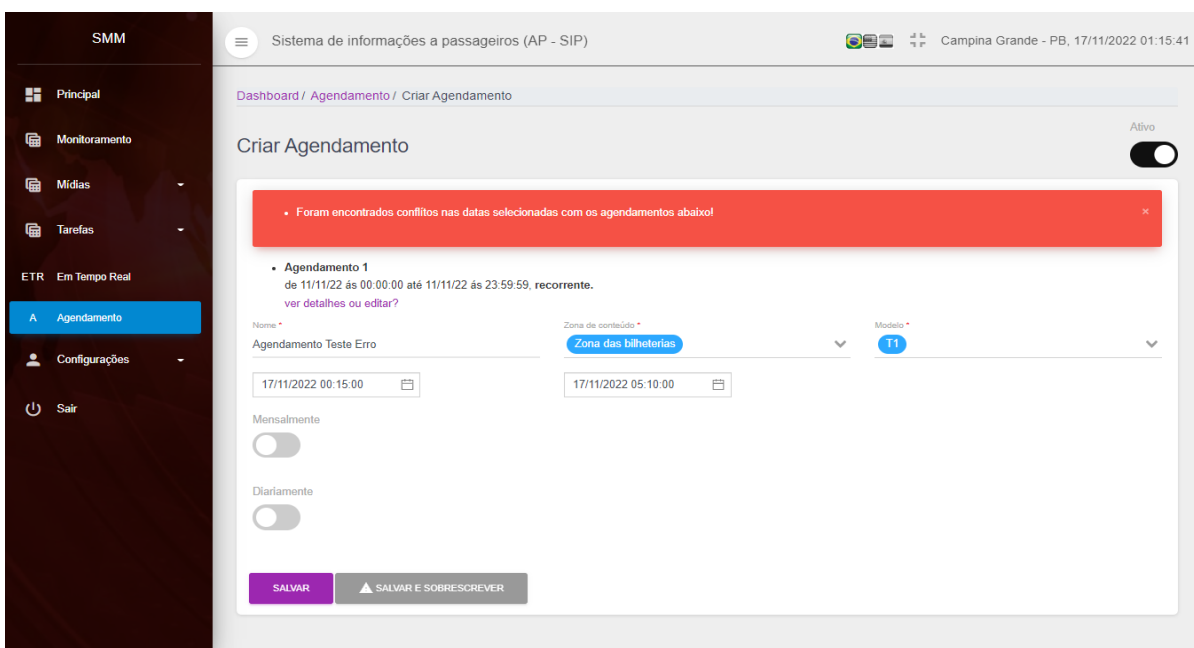 SMM
Sistema de informações a passageiros (AP - SIP)
Campina Grande - PB, 17/11/2022 01:15:41
Principal
Monitoramento
Mídias
Tarefas
ETR Em Tempo Real
A Agendamento
Configurações
Sair
Dashboard / Agendamento / Criar Agendamento
Criar Agendamento
Ativo
• Foram encontrados conflitos nas datas selecionadas com os agendamentos abaixo!
×
• Agendamento 1
de 11/11/22 ás 00:00:00 até 11/11/22 ás 23:59:59, recorrente.
ver detalhes ou editar?
Nome *
Agendamento Teste Erro
Zona de conteúdo *
Zona das bilheterias
Modelo *
T1
17/11/2022 00:15:00
17/11/2022 05:10:00
Mensalmente
Diariamente
SALVAR
SALVAR E SOBRESCREVER